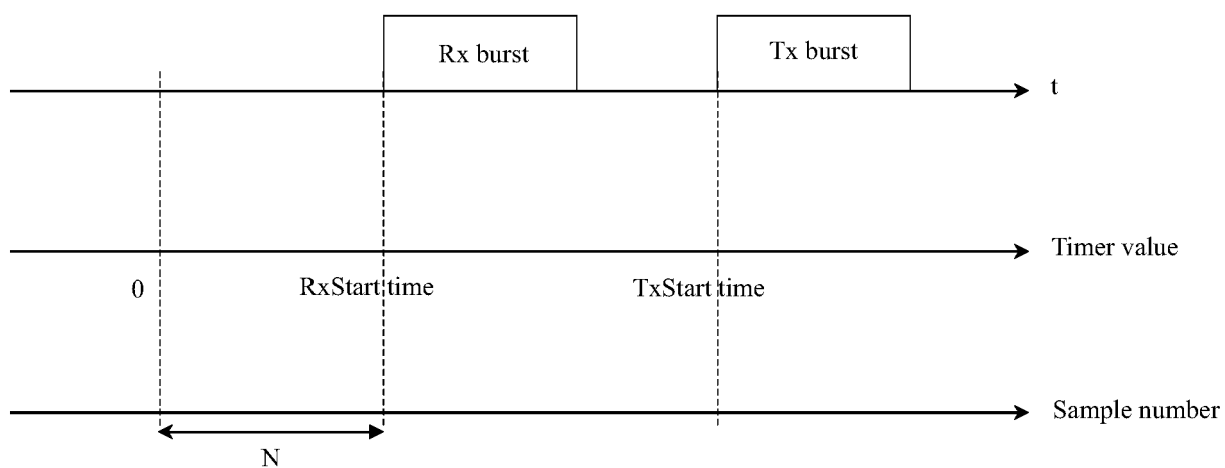 Rx burst
Tx burst
t
Timer value
0
RxStart time
TxStart time
Sample number
N